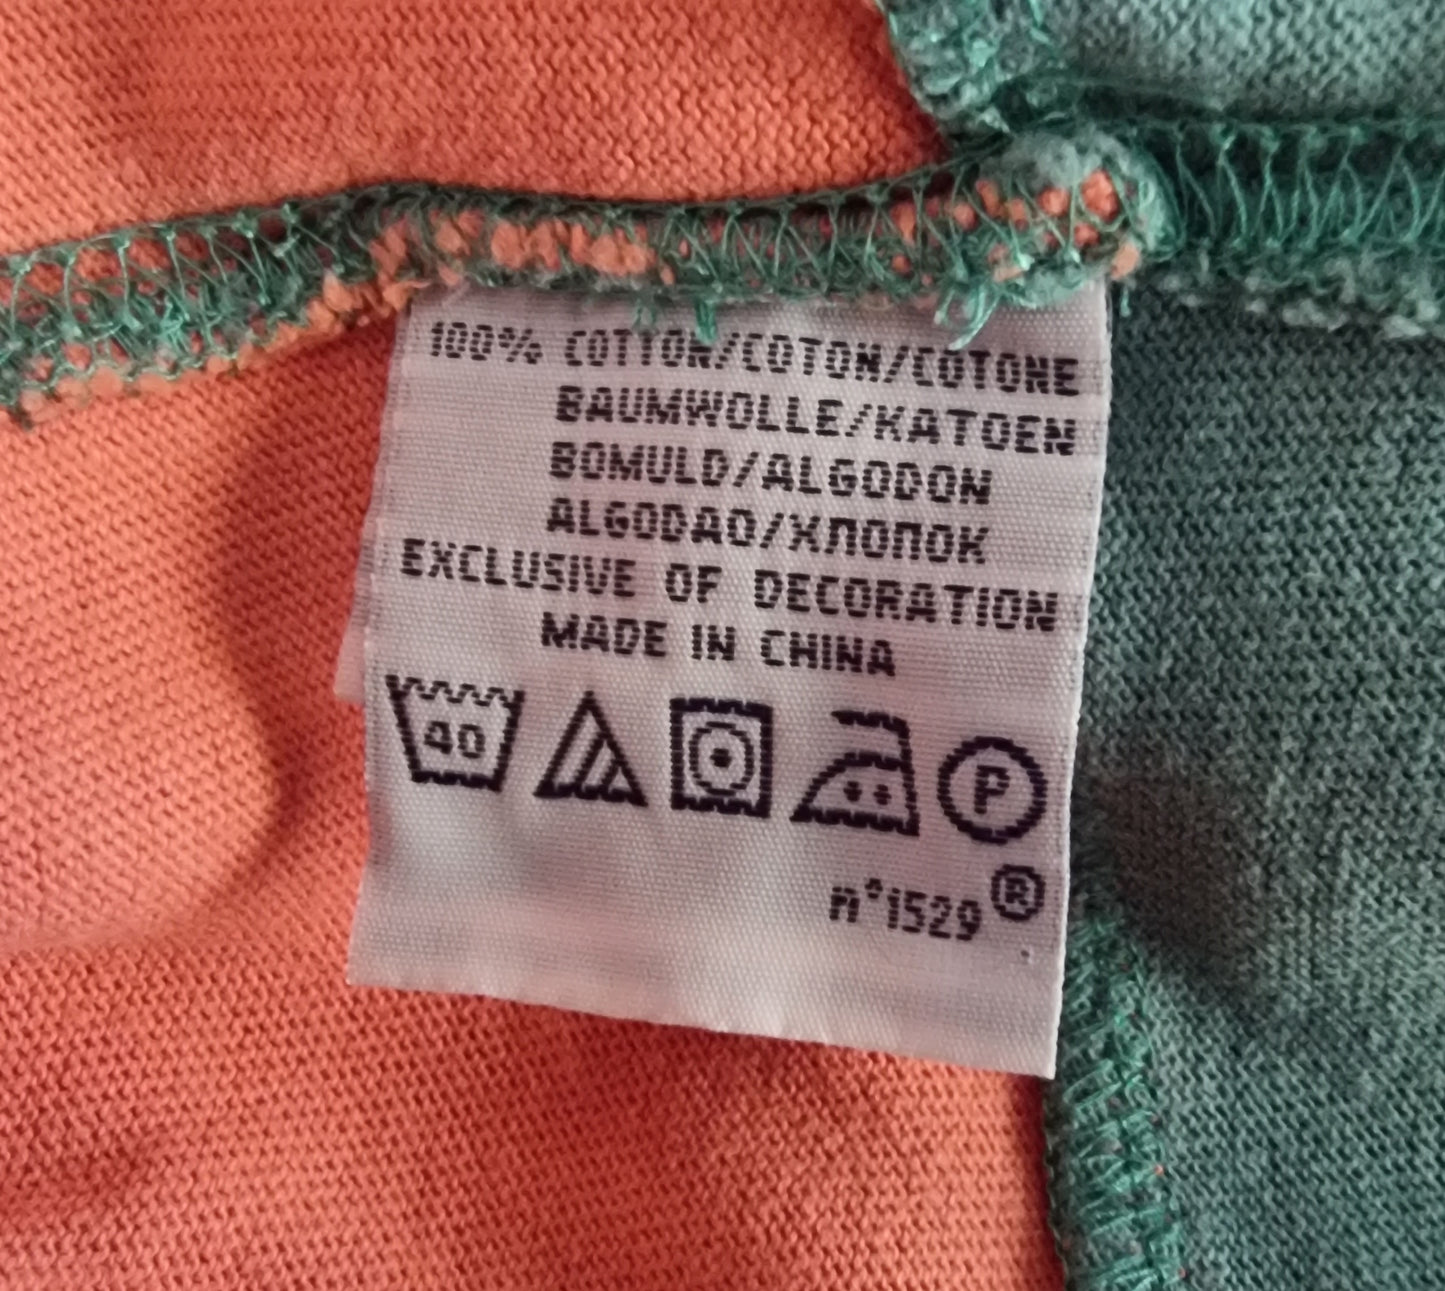 100% COTTON/COTON/COTONE
BAUMWOLLE/KATOEN
BOMULD/ALGODON
ALGODAO/ХЛОПОК
EXCLUSIVE OF DECORATION
MADE IN CHINA
40
P
n°1529®